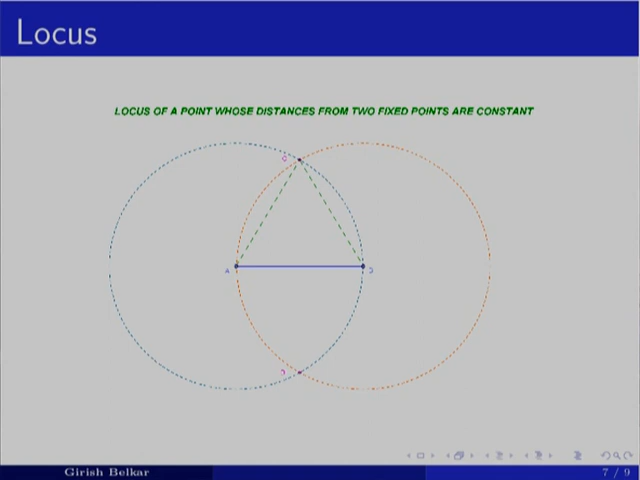 Locus
LOCUS OF A POINT WHOSE DISTANCES FROM TWO FIXED POINTS ARE CONSTANT
C
A
Girish Belkar
7 / 9